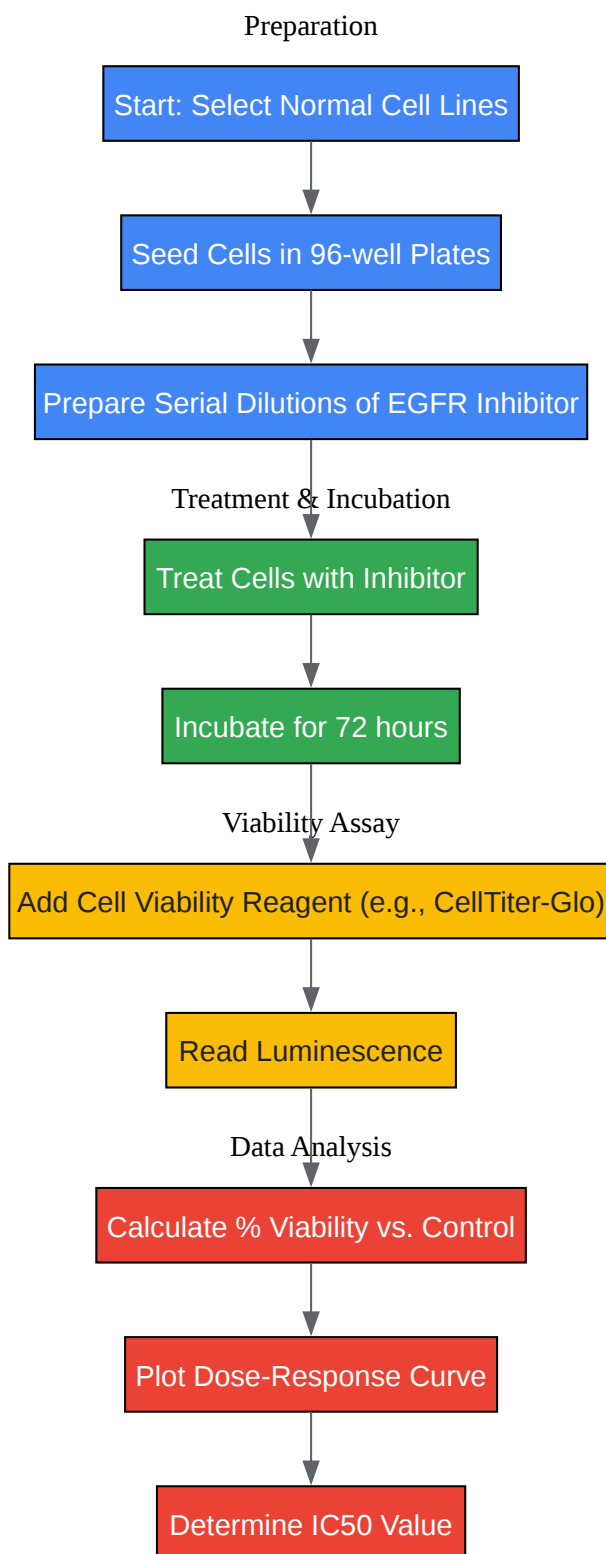 Preparation
Start: Select Normal Cell Lines
Seed Cells in 96-well Plates
Prepare Serial Dilutions of EGFR Inhibitor
Treatment & Incubation
Treat Cells with Inhibitor
Incubate for 72 hours
Viability Assay
Add Cell Viability Reagent (e.g., CellTiter-Glo)
Read Luminescence
Data Analysis
Calculate % Viability vs. Control
Plot Dose-Response Curve
Determine IC50 Value